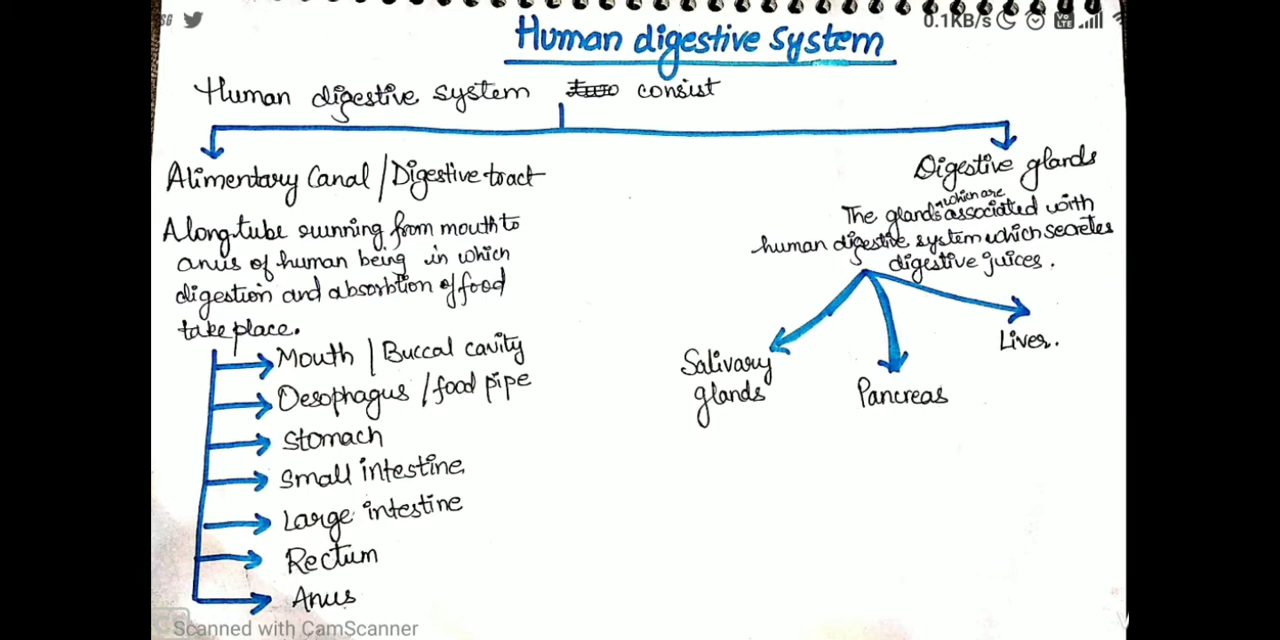 SG
0.1KB/s
Human digestive system
Human digestive system consist
Alimentary Canal / Digestive tract
A long tube running from mouth to
anus of human being in which
digestion and absorbtion of food
take place.
Mouth / Buccal cavity
Oesophagus / food pipe
Stomach
Small intestine
Large intestine
Rectum
Anus
Digestive glands
which are
The glands associated with
human digestive system which secretes
digestive juices.
Salivary
glands
Pancreas
Liver.
Scanned with CamScanner